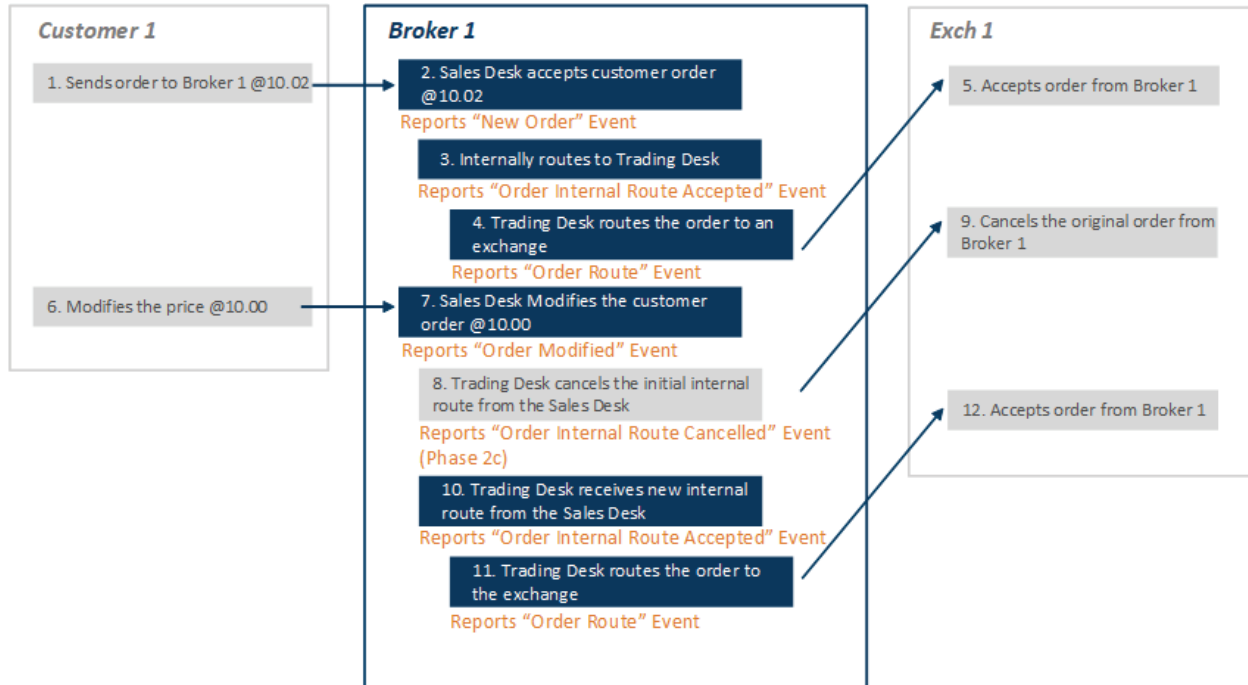 Customer 1
Broker 1
Exch 1
1. Sends order to Broker 1 @10.02
2. Sales Desk accepts customer order
@10.02
Reports “New Order” Event
5. Accepts order from Broker 1
3. Internally routes to Trading Desk
Reports “Order Internal Route Accepted” Event
4. Trading Desk routes the order to an
exchange
Reports “Order Route” Event
9. Cancels the original order from
Broker 1
6. Modifies the price @10.00
7. Sales Desk Modifies the customer
order @10.00
Reports “Order Modified” Event
8. Trading Desk cancels the initial internal
route from the Sales Desk
Reports “Order Internal Route Cancelled” Event
(Phase 2c)
12. Accepts order from Broker 1
10. Trading Desk receives new internal
route from the Sales Desk
Reports “Order Internal Route Accepted” Event
11. Trading Desk routes the order to
the exchange
Reports “Order Route” Event